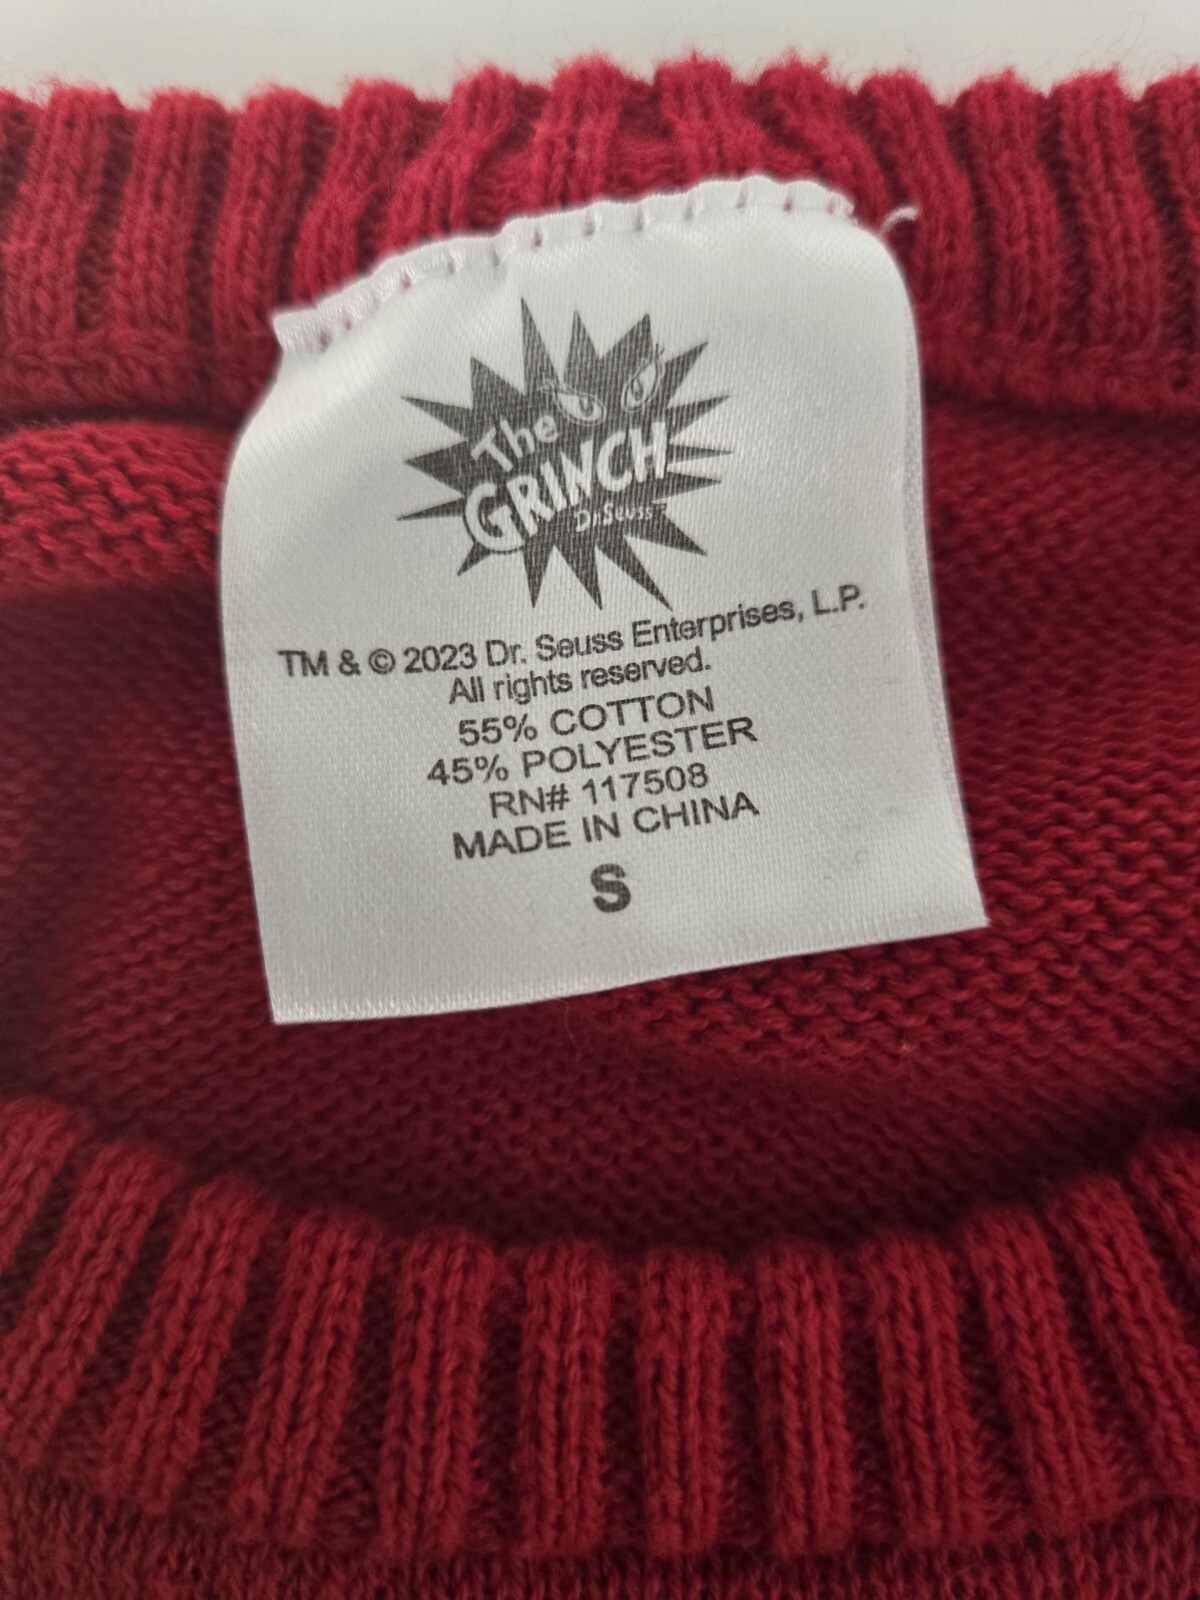 The
GRINCH
Dr. Seuss
TM & © 2023 Dr. Seuss Enterprises, L.P.
All rights reserved.
55% COTTON
45% POLYESTER
RN# 117508
MADE IN CHINA
S